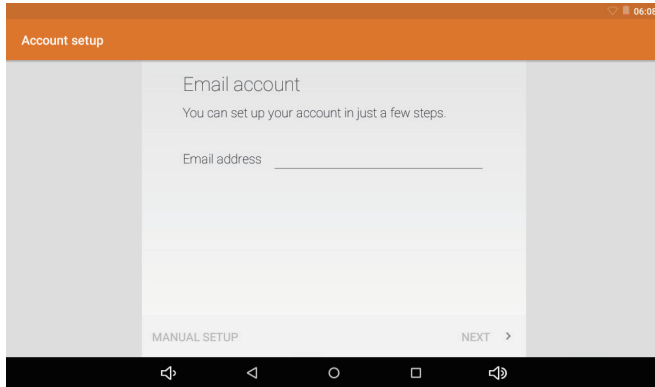 06:08
Account setup
Email account
You can set up your account in just a few steps.
Email address
MANUAL SETUP NEXT